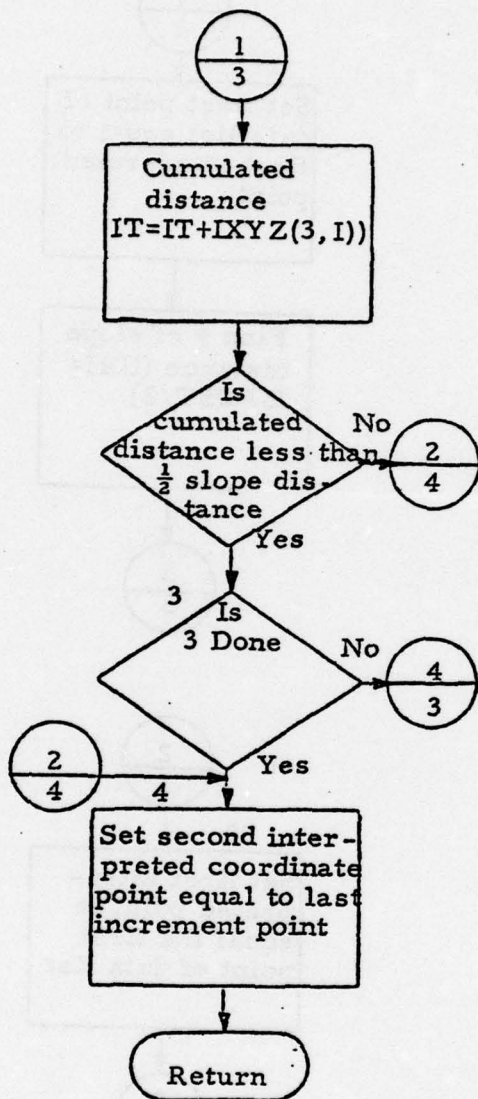 1
3
Cumulated
distance
IT=IT+IXYZ(3,I))
Is
cumulated
distance less than
½ slope dis-
tance
No
2
4
Yes
3
Is
3 Done
No
4
3
Yes
2
4
4
Set second inter-
preted coordinate
point equal to last
increment point
Return